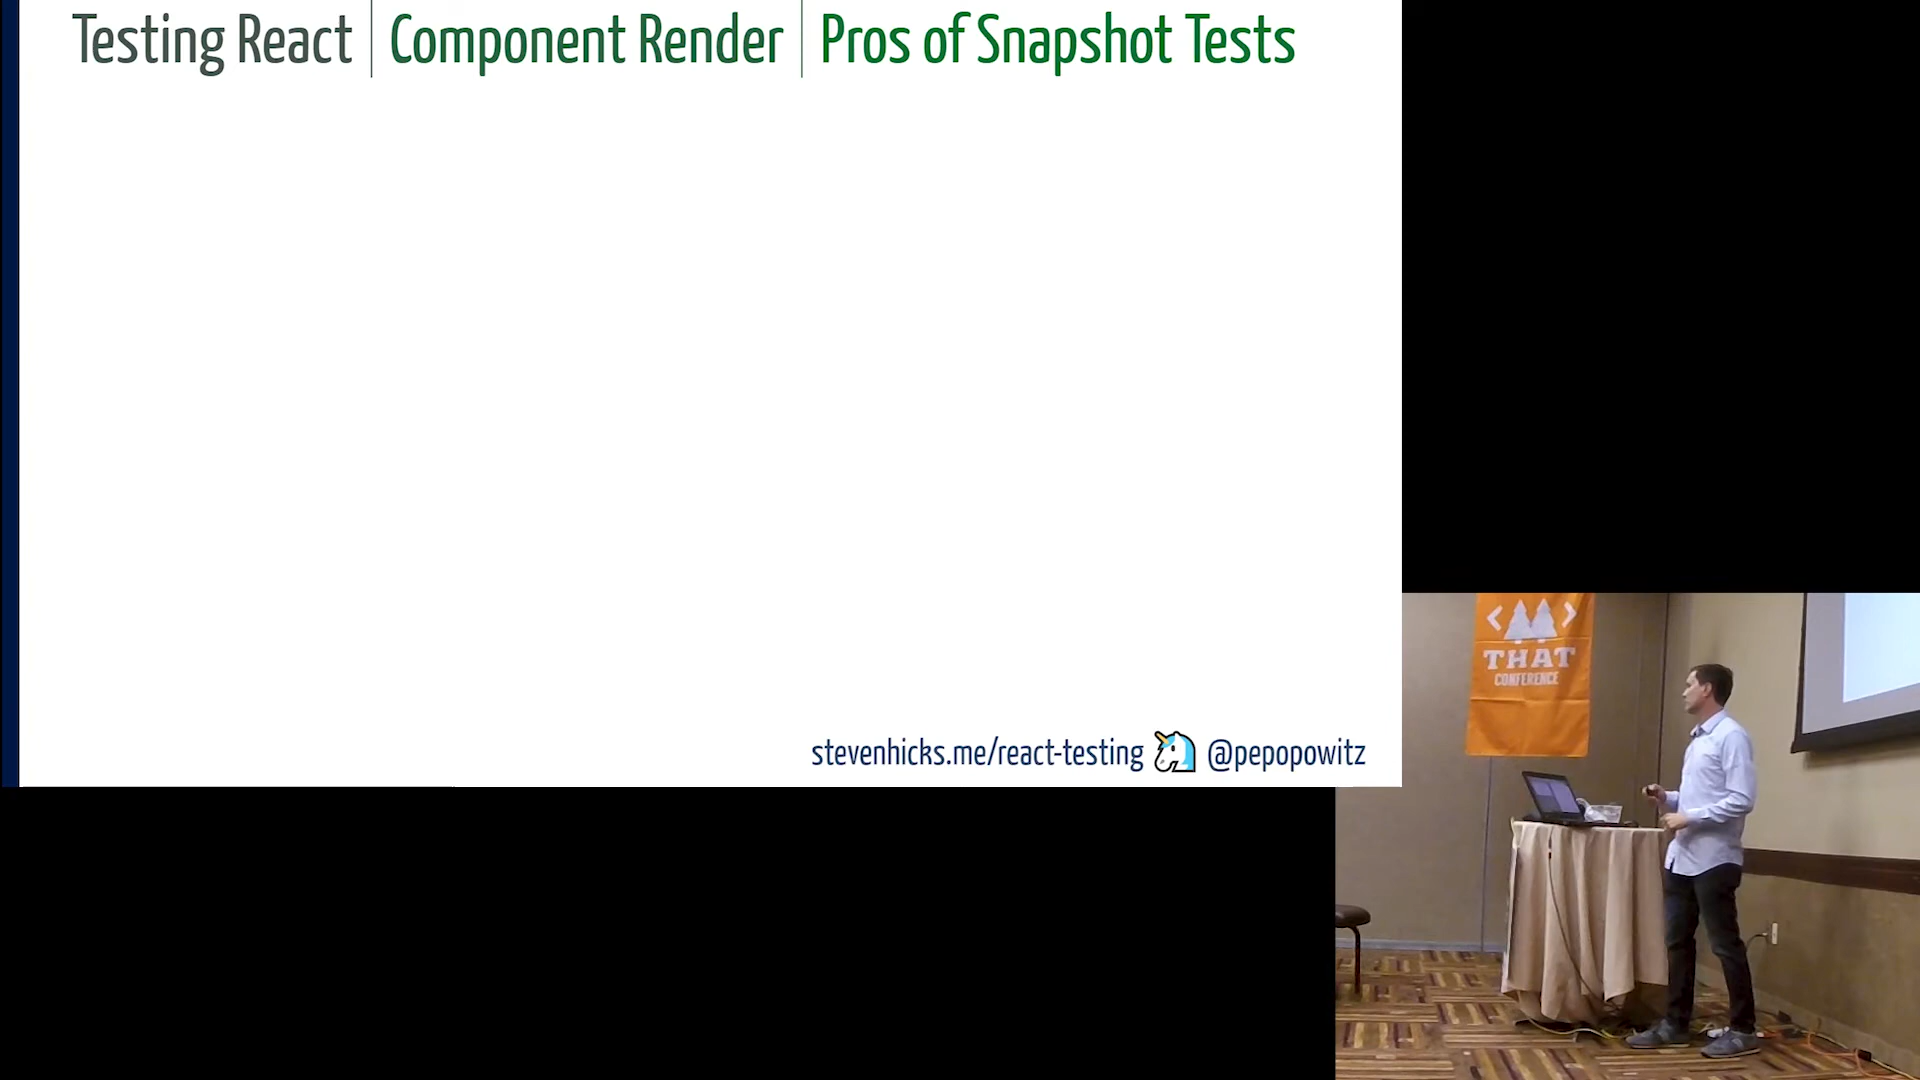 Testing React | Component Render | Pros of Snapshot Tests
stevenhicks.me/react-testing @pepopowitz
< >
THAT
CONFERENCE